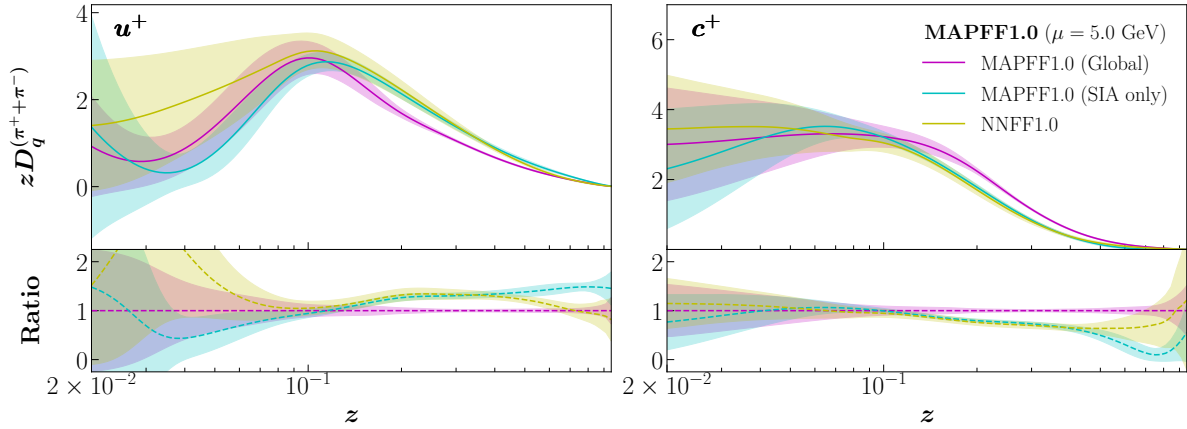 u⁺
4
2
0
zD_q^(π⁺+π⁻)
c⁺
6
4
2
MAPFF1.0 (μ = 5.0 GeV)
MAPFF1.0 (Global)
MAPFF1.0 (SIA only)
NNFF1.0
Ratio
2
1
0
2 × 10⁻²
10⁻¹
z
2
1
0
2 × 10⁻²
10⁻¹
z